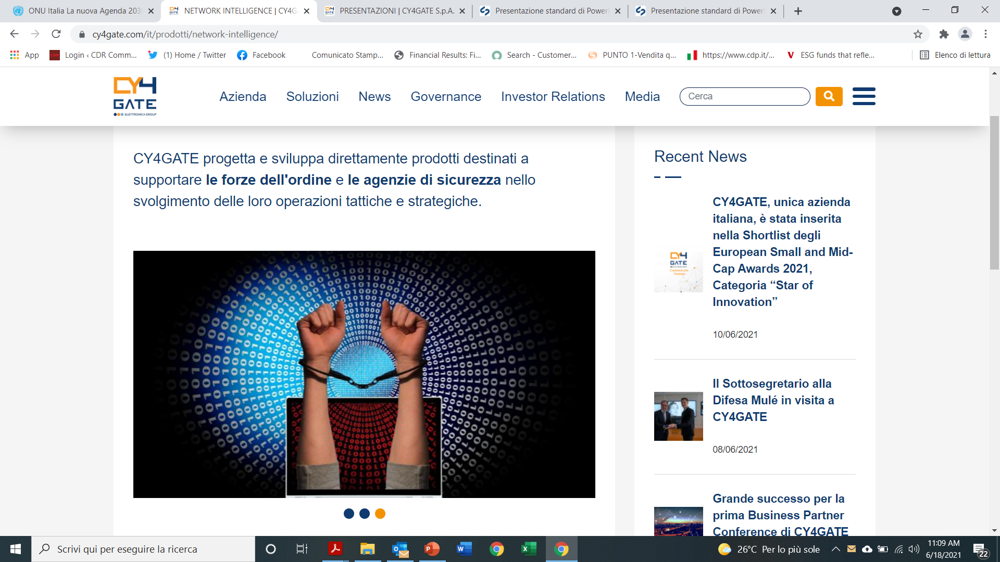 ONU Italia La nuova Agenda 203
NETWORK INTELLIGENCE | CY4G
PRESENTAZIONI | CY4GATE S.p.A.
Presentazione standard di Power
Presentazione standard di Power
cy4gate.com/it/prodotti/network-intelligence/
App
Login ‹ CDR Comm...
(1) Home / Twitter
Facebook
Comunicato Stamp...
Financial Results: Fi...
Search - Customer...
PUNTO 1-Vendita q...
https://www.cdp.it/...
ESG funds that refle...
Elenco di lettura
CY4
GATE
ELETTRONICA GROUP
Azienda
Soluzioni
News
Governance
Investor Relations
Media
Cerca
CY4GATE progetta e sviluppa direttamente prodotti destinati a
supportare le forze dell'ordine e le agenzie di sicurezza nello
svolgimento delle loro operazioni tattiche e strategiche.
Recent News
CY4GATE, unica azienda
italiana, è stata inserita
nella Shortlist degli
European Small and Mid-
Cap Awards 2021,
Categoria “Star of
Innovation”
CY4
GATE
Comunicato
Stampa
10/06/2021
Il Sottosegretario alla
Difesa Mulé in visita a
CY4GATE
08/06/2021
Grande successo per la
prima Business Partner
Conference di CY4GATE
Scrivi qui per eseguire la ricerca
26°C Per lo più sole
11:09 AM
6/18/2021
22